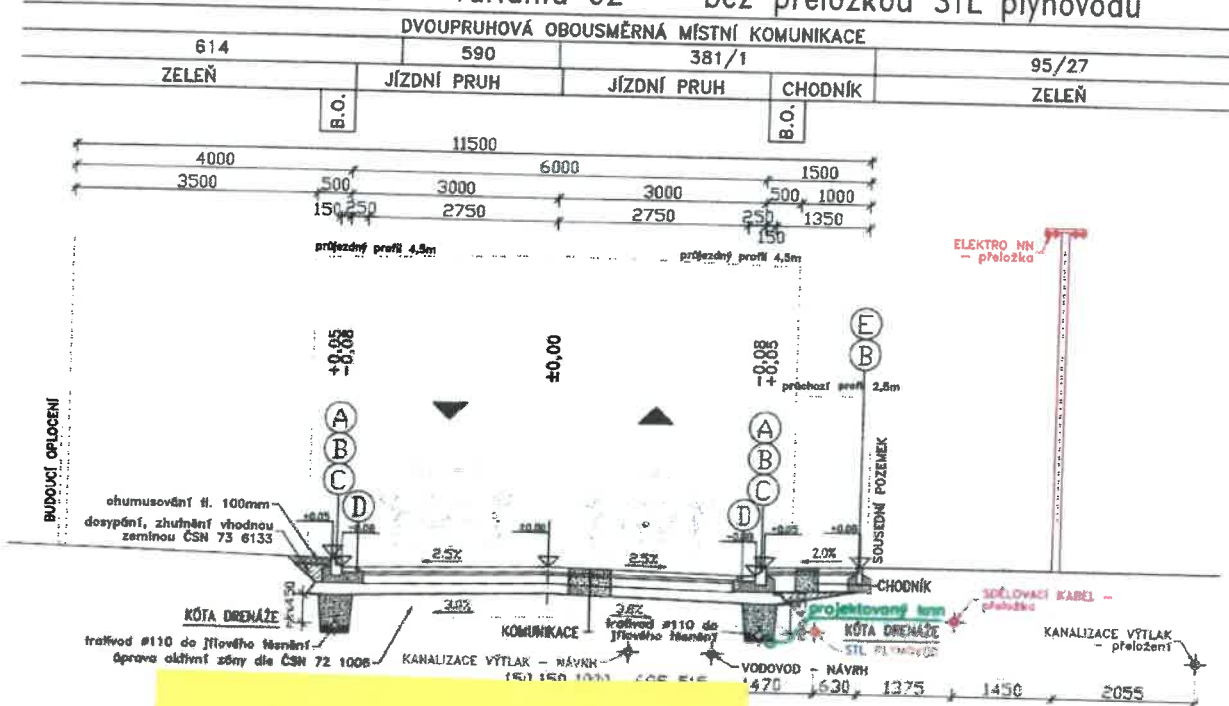 bez přeložkou STL plynovodu
DVOUPRUHOVÁ OBOUSMĚRNÁ MÍSTNÍ KOMUNIKACE
614 590 381/1 95/27
ZELEŇ JÍZDNÍ PRUH JÍZDNÍ PRUH CHODNÍK ZELEŇ
B.O. B.O.
11500
4000 6000 1500
3500 500 3000 3000 500 1000
150 250 2750 2750 250 1350
150
průjezdný profil 4,5m průjezdný profil 4,5m
ELEKTRO NN
– přeložka
+0,05
-0,08
±0,00
-0,08
+0,05
E
B
průchozí profil 2,5m
BUDOUCÍ OPLOCENÍ
SOUSEDNÍ POZEMEK
A
B
C
D
A
B
C
D
ohumusování tl. 100mm
dosypání, zhutnění vhodnou
zeminou ČSN 73 6133
+0.05 -0.08 ±0.00 -0.08 +0.05 +0.08
2.5% 2.5% 2.0%
CHODNÍK
KÓTA DRENÁŽE
3.0% 3.0%
projektovaný knn
SDĚLOVACÍ KABEL –
přeložka
trativod #110 do
jílového těsnění
úprava aktivní zóny dle ČSN 72 1006
KOMUNIKACE
trativod #110 do
jílového těsnění
KÓTA DRENÁŽE
STL PLYNOVOD
KANALIZACE VÝTLAK – NÁVRH
VODOVOD – NÁVRH
KANALIZACE VÝTLAK
– přeložení
1470 630 1375 1450 2055